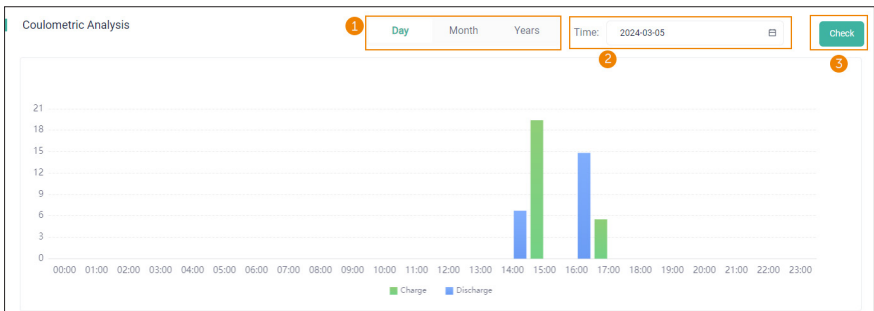 Coulometric Analysis
1
Day Month Years
Time: 2024-03-05
2
Check
3
21
18
15
12
9
6
3
0
00:00 01:00 02:00 03:00 04:00 05:00 06:00 07:00 08:00 09:00 10:00 11:00 12:00 13:00 14:00 15:00 16:00 17:00 18:00 19:00 20:00 21:00 22:00 23:00
Charge Discharge